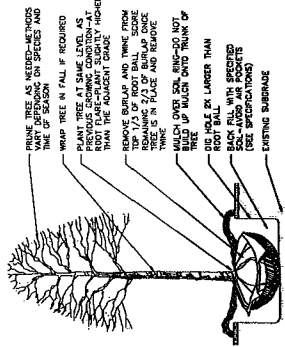 PRUNE TREE AS NEEDED-METHODS
VARY DEPENDING ON SPECIES AND
TIME OF SEASON
WRAP TREE IN FALL IF REQUIRED
PLANT TREE AT SAME LEVEL AS
PREVIOUS GROWING CONDITION-AT
ROOT FLARE-PLANT SLIGHTLY HIGHER
THAN THE ADJACENT GRADE
REMOVE BURLAP AND TWINE FROM
TOP 1/3 OF ROOT BALL SCORE
REMAINING 2/3 OF BURLAP ONCE
TREE IS IN PLACE AND REMOVE
TWINE
MULCH OVER SOIL RING-DO NOT
BUILD UP MULCH ONTO TRUNK OF
TREE
DIG HOLE 2X LARGER THAN
ROOT BALL
BACK FILL WITH SPECIFIED
SOIL-AVOID AIR POCKETS
(SEE SPECIFICATIONS)
EXISTING SUBGRADE